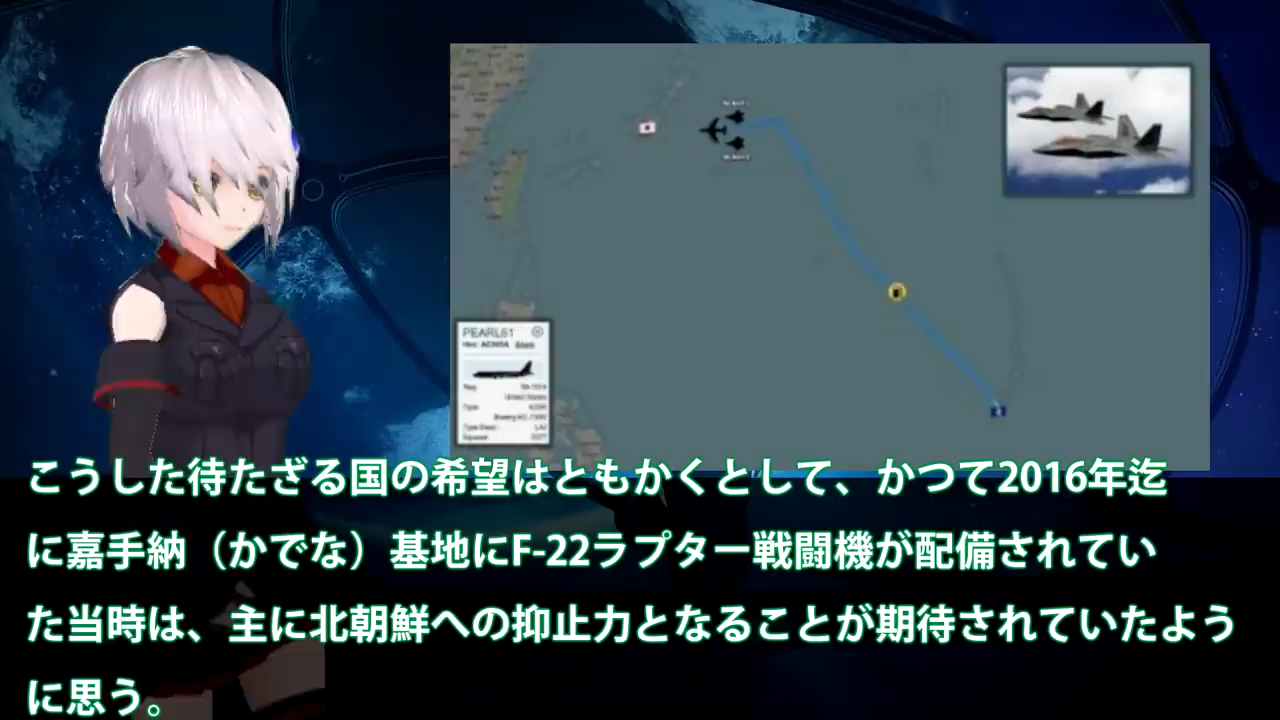 PEARL61
United States
Type
こうした待たざる国の希望はともかくとして、かつて2016年迄
に嘉手納（かでな）基地にF-22ラプター戦闘機が配備されてい
た当時は、主に北朝鮮への抑止力となることが期待されていたよう
に思う。